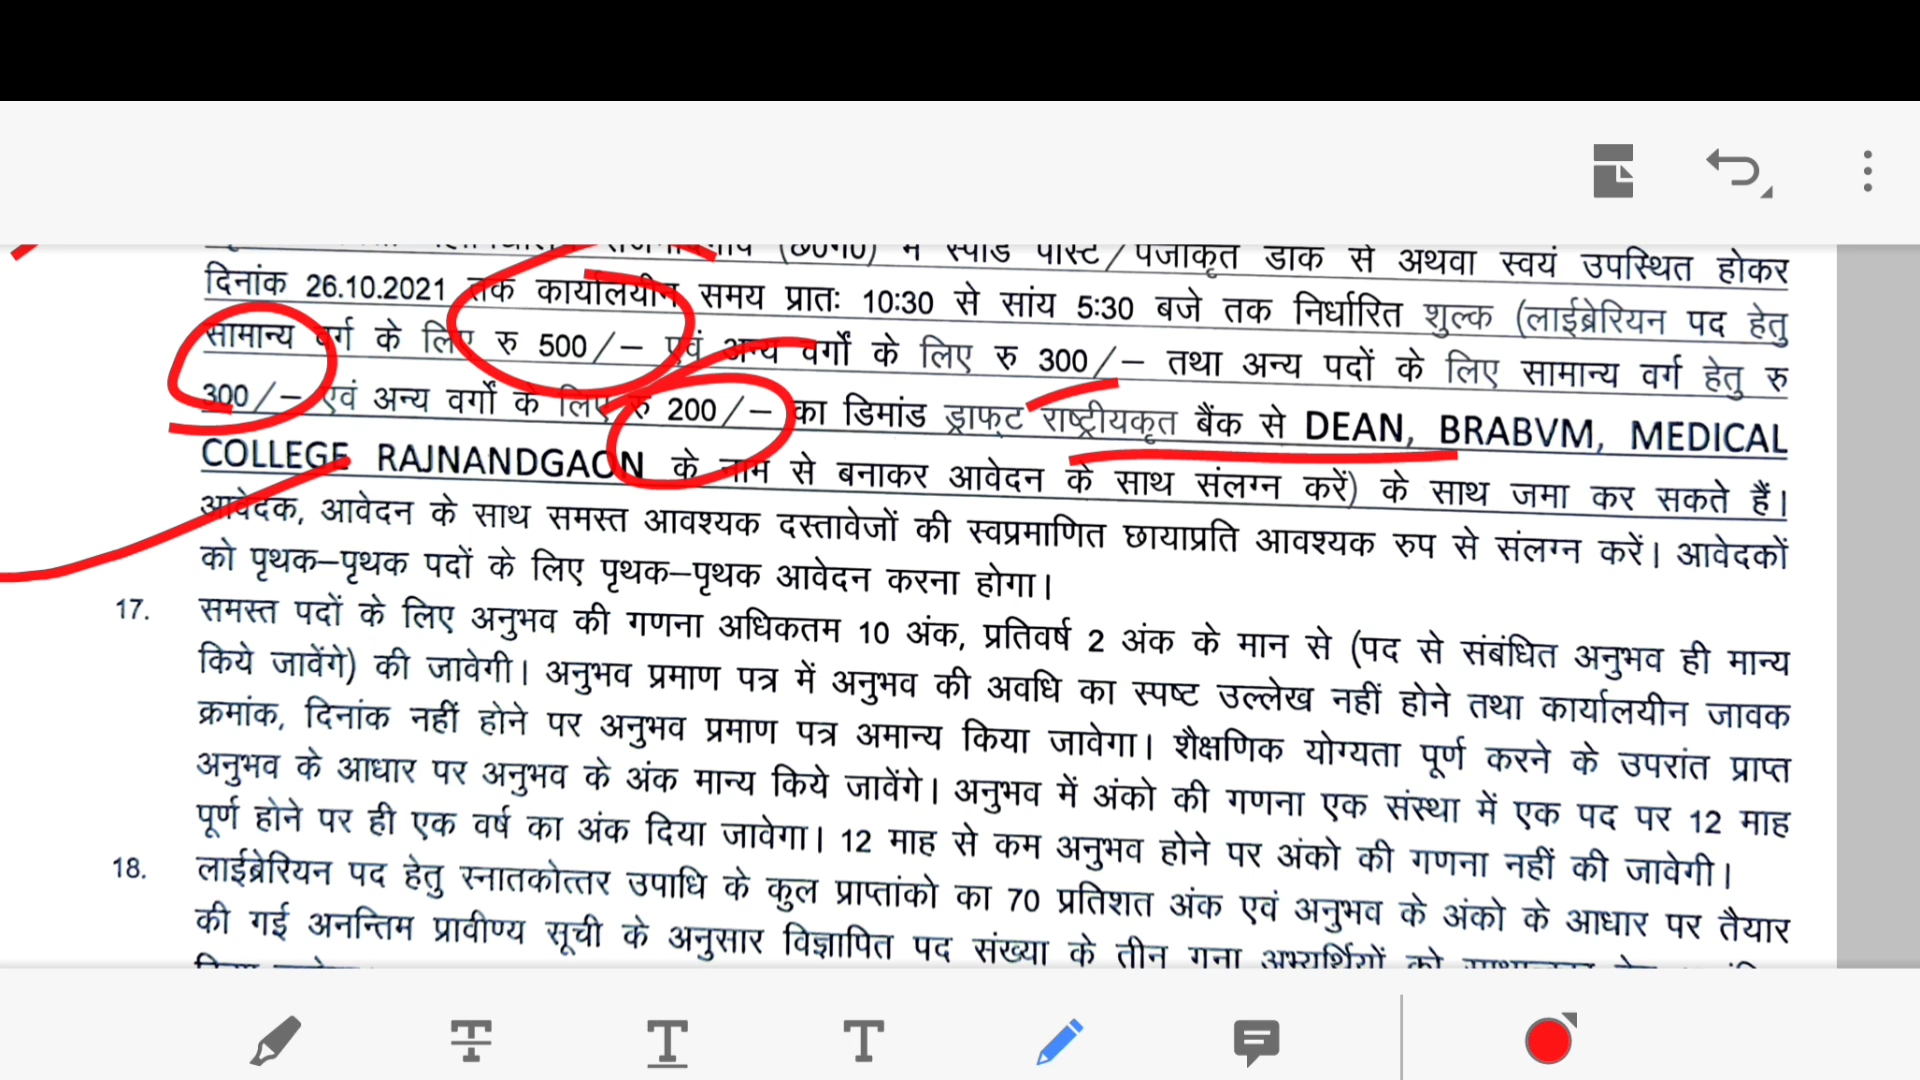 (छ0ग0) में स्पीड पोस्ट/पंजीकृत डाक से अथवा स्वयं उपस्थित होकर
दिनांक 26.10.2021 तक कार्यालयीन समय प्रातः 10:30 से सांय 5:30 बजे तक निर्धारित शुल्क (लाईब्रेरियन पद हेतु
सामान्य वर्ग के लिए रु 500/– एवं अन्य वर्गों के लिए रु 300/– तथा अन्य पदों के लिए सामान्य वर्ग हेतु रु
300/– एवं अन्य वर्गों के लिए रु 200/– का डिमांड ड्राफ्ट राष्ट्रीयकृत बैंक से DEAN, BRABVM, MEDICAL
COLLEGE RAJNANDGAON के नाम से बनाकर आवेदन के साथ संलग्न करें) के साथ जमा कर सकते हैं।
आवेदक, आवेदन के साथ समस्त आवश्यक दस्तावेजों की स्वप्रमाणित छायाप्रति आवश्यक रुप से संलग्न करें। आवेदकों
को पृथक–पृथक पदों के लिए पृथक–पृथक आवेदन करना होगा।
17. समस्त पदों के लिए अनुभव की गणना अधिकतम 10 अंक, प्रतिवर्ष 2 अंक के मान से (पद से संबंधित अनुभव ही मान्य
किये जावेंगे) की जावेगी। अनुभव प्रमाण पत्र में अनुभव की अवधि का स्पष्ट उल्लेख नहीं होने तथा कार्यालयीन जावक
क्रमांक, दिनांक नहीं होने पर अनुभव प्रमाण पत्र अमान्य किया जावेगा। शैक्षणिक योग्यता पूर्ण करने के उपरांत प्राप्त
अनुभव के आधार पर अनुभव के अंक मान्य किये जावेंगे। अनुभव में अंको की गणना एक संस्था में एक पद पर 12 माह
पूर्ण होने पर ही एक वर्ष का अंक दिया जावेगा। 12 माह से कम अनुभव होने पर अंको की गणना नहीं की जावेगी।
18. लाईब्रेरियन पद हेतु स्नातकोत्तर उपाधि के कुल प्राप्तांको का 70 प्रतिशत अंक एवं अनुभव के अंको के आधार पर तैयार
की गई अनन्तिम प्रावीण्य सूची के अनुसार विज्ञापित पद संख्या के तीन गुना अभ्यर्थियों को